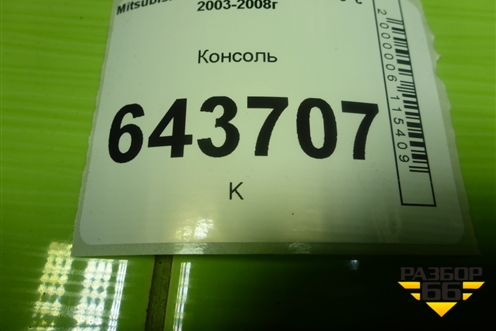 2003-2008г
Консоль
643707
K
2000006115409
РАЗБОР
66